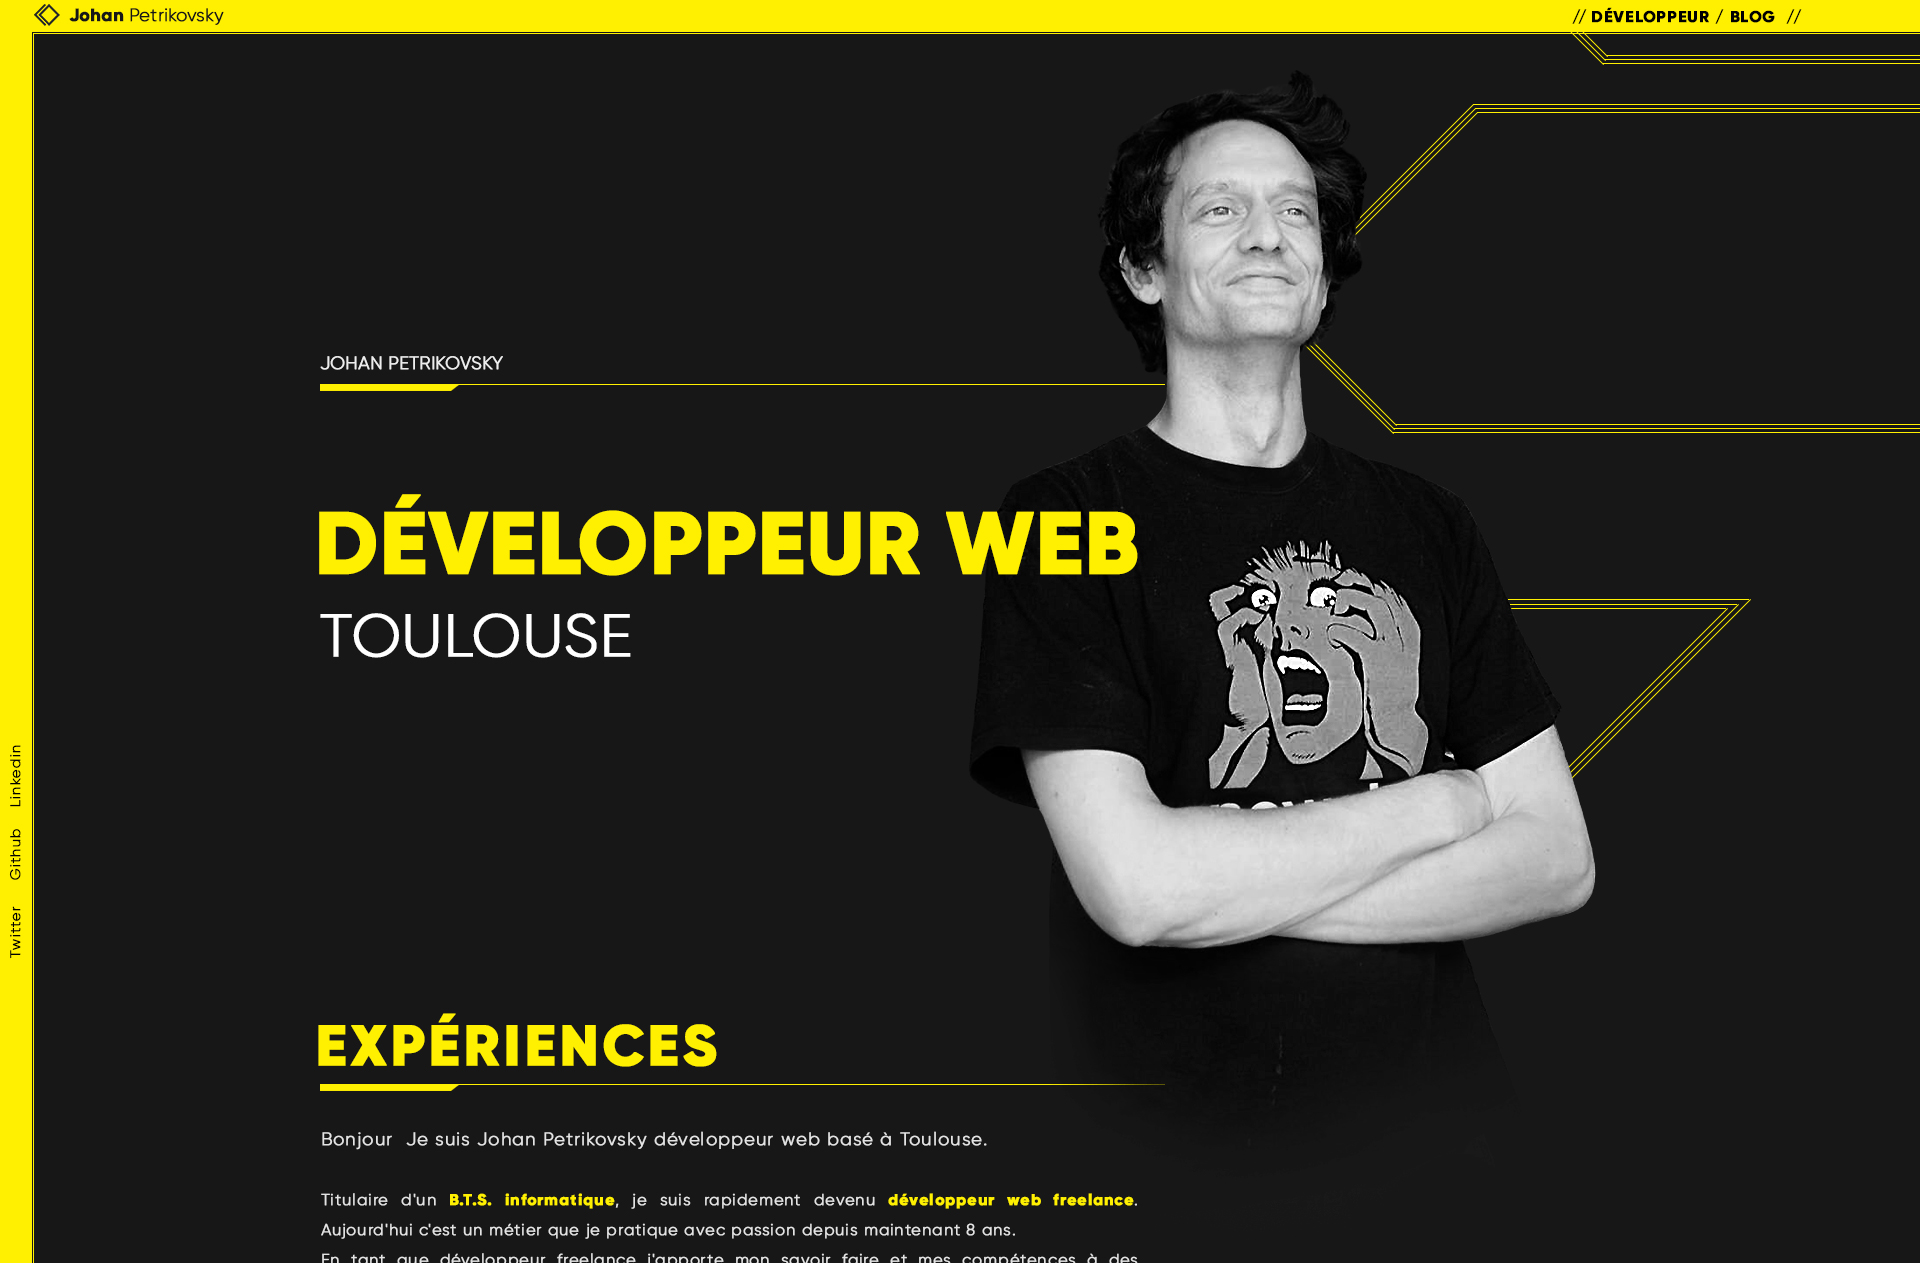 Johan Petrikovsky
// DÉVELOPPEUR / BLOG //
JOHAN PETRIKOVSKY
DÉVELOPPEUR WEB
TOULOUSE
Linkedin
Github
Twitter
EXPÉRIENCES
Bonjour Je suis Johan Petrikovsky développeur web basé à Toulouse.
Titulaire d'un B.T.S. informatique, je suis rapidement devenu développeur web freelance.
Aujourd'hui c'est un métier que je pratique avec passion depuis maintenant 8 ans.
En tant que développeur freelance j'apporte mon savoir faire et mes compétences à des